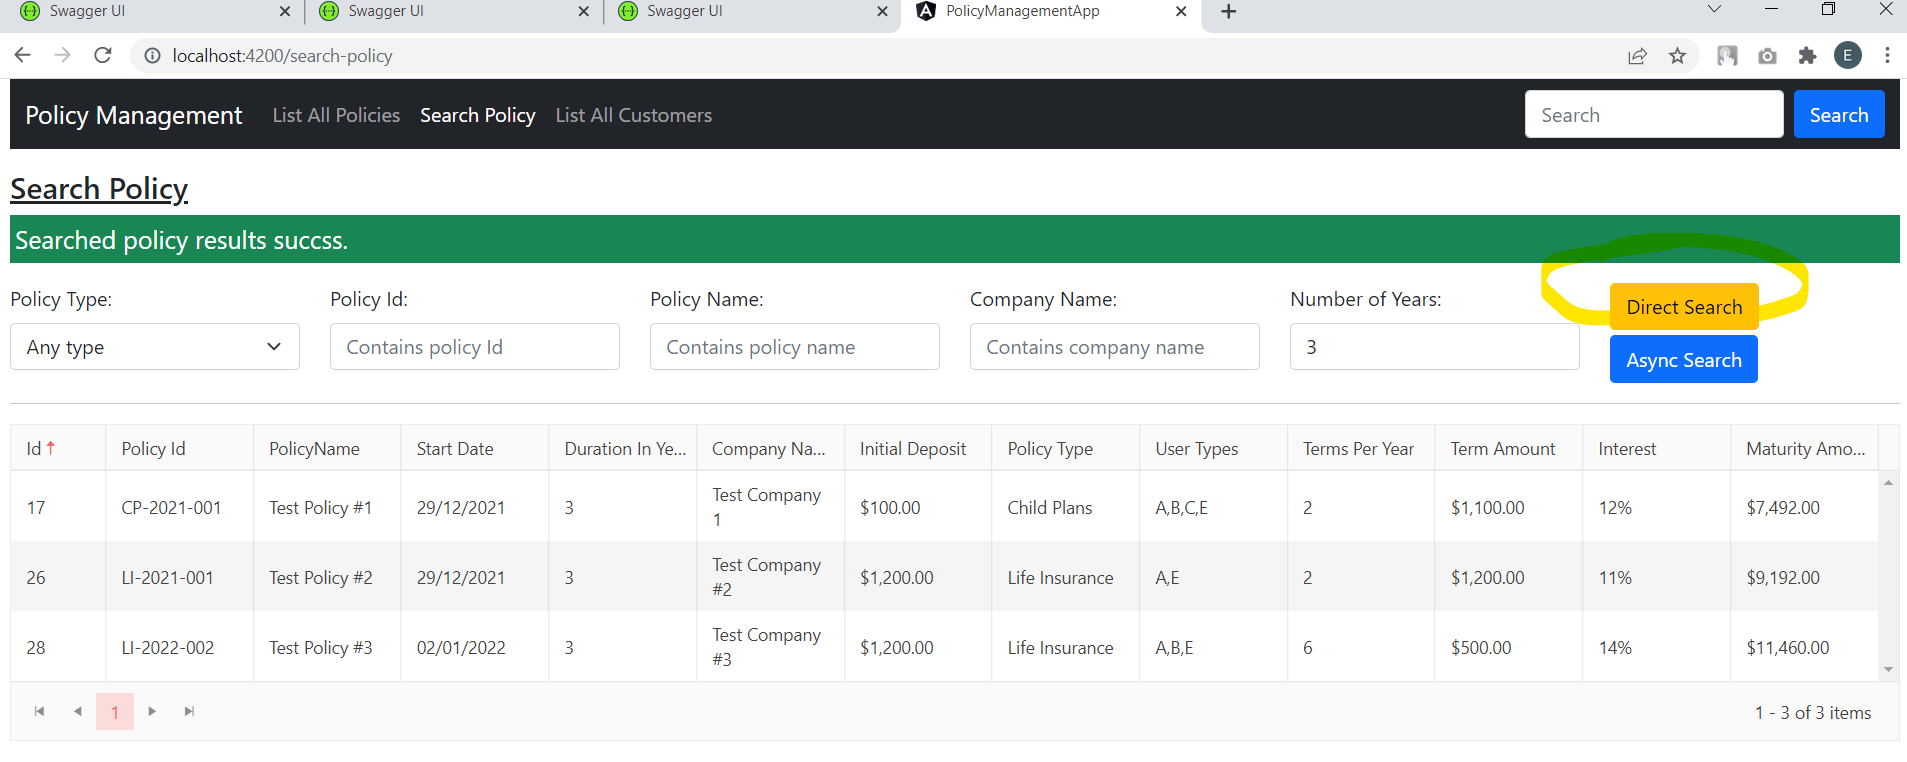 Swagger UI Swagger UI Swagger UI PolicyManagementApp
localhost:4200/search-policy E
Policy Management List All Policies Search Policy List All Customers Search Search
Search Policy
Searched policy results succss.
Policy Type: Policy Id: Policy Name: Company Name: Number of Years: Direct Search
Any type Contains policy Id Contains policy name Contains company name 3 Async Search
Id Policy Id PolicyName Start Date Duration In Ye... Company Na... Initial Deposit Policy Type User Types Terms Per Year Term Amount Interest Maturity Amo...
17 CP-2021-001 Test Policy #1 29/12/2021 3 Test Company 1 $100.00 Child Plans A,B,C,E 2 $1,100.00 12% $7,492.00
26 LI-2021-001 Test Policy #2 29/12/2021 3 Test Company #2 $1,200.00 Life Insurance A,E 2 $1,200.00 11% $9,192.00
28 LI-2022-002 Test Policy #3 02/01/2022 3 Test Company #3 $1,200.00 Life Insurance A,B,E 6 $500.00 14% $11,460.00
1 1 - 3 of 3 items